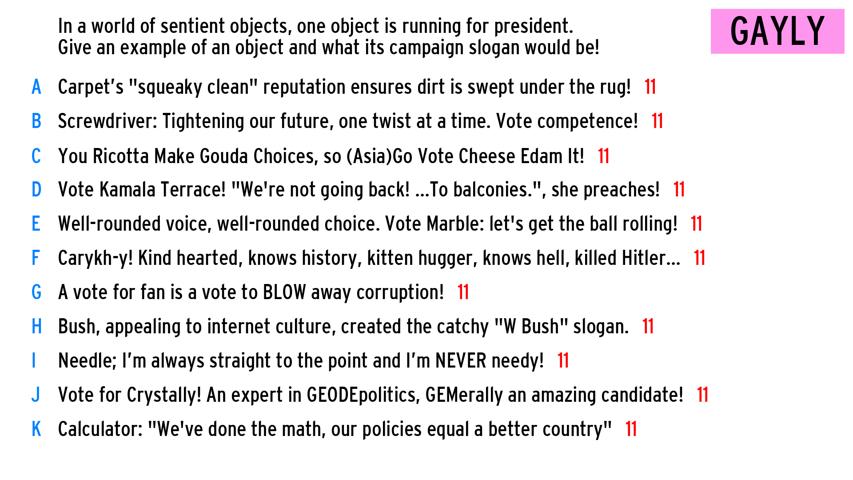 In a world of sentient objects, one object is running for president.
Give an example of an object and what its campaign slogan would be!
GAYLY
A Carpet's "squeaky clean" reputation ensures dirt is swept under the rug! 11
B Screwdriver: Tightening our future, one twist at a time. Vote competence! 11
C You Ricotta Make Gouda Choices, so (Asia)Go Vote Cheese Edam It! 11
D Vote Kamala Terrace! "We're not going back! ...To balconies.", she preaches! 11
E Well-rounded voice, well-rounded choice. Vote Marble: let's get the ball rolling! 11
F Carykh-y! Kind hearted, knows history, kitten hugger, knows hell, killed Hitler... 11
G A vote for fan is a vote to BLOW away corruption! 11
H Bush, appealing to internet culture, created the catchy "W Bush" slogan. 11
I Needle; I'm always straight to the point and I'm NEVER needy! 11
J Vote for Crystally! An expert in GEODEpolitics, GEMerally an amazing candidate! 11
K Calculator: "We've done the math, our policies equal a better country" 11